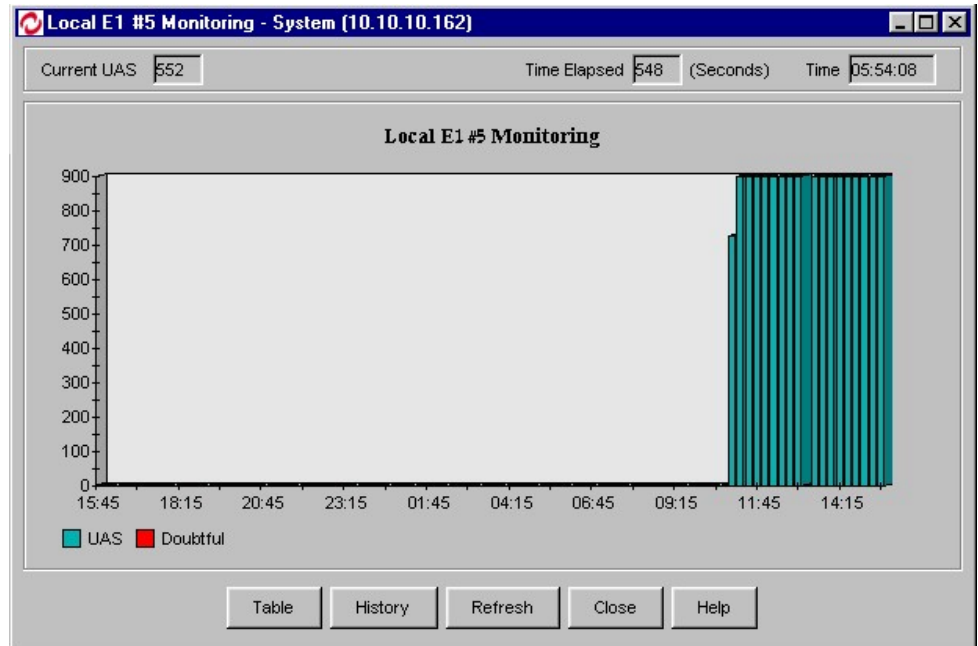 Local E1 #5 Monitoring - System (10.10.10.162)
Current UAS 552 Time Elapsed 548 (Seconds) Time 05:54:08
Local E1 #5 Monitoring
900
800
700
600
500
400
300
200
100
0
15:45 18:15 20:45 23:15 01:45 04:15 06:45 09:15 11:45 14:15
UAS Doubtful
Table History Refresh Close Help